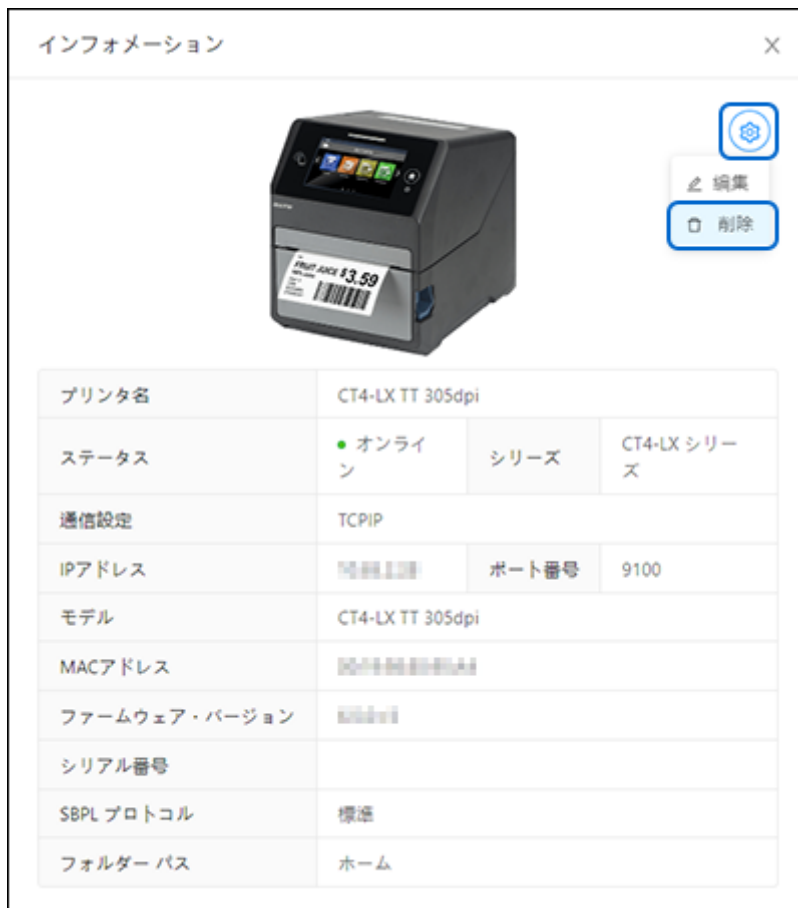 インフォメーション
編集
削除
FRUIT JUICE $3.59
プリンタ名 CT4-LX TT 305dpi
ステータス オンライン シリーズ CT4-LX シリーズ
通信設定 TCPIP
IPアドレス ポート番号 9100
モデル CT4-LX TT 305dpi
MACアドレス
ファームウェア・バージョン
シリアル番号
SBPL プロトコル 標準
フォルダー パス ホーム